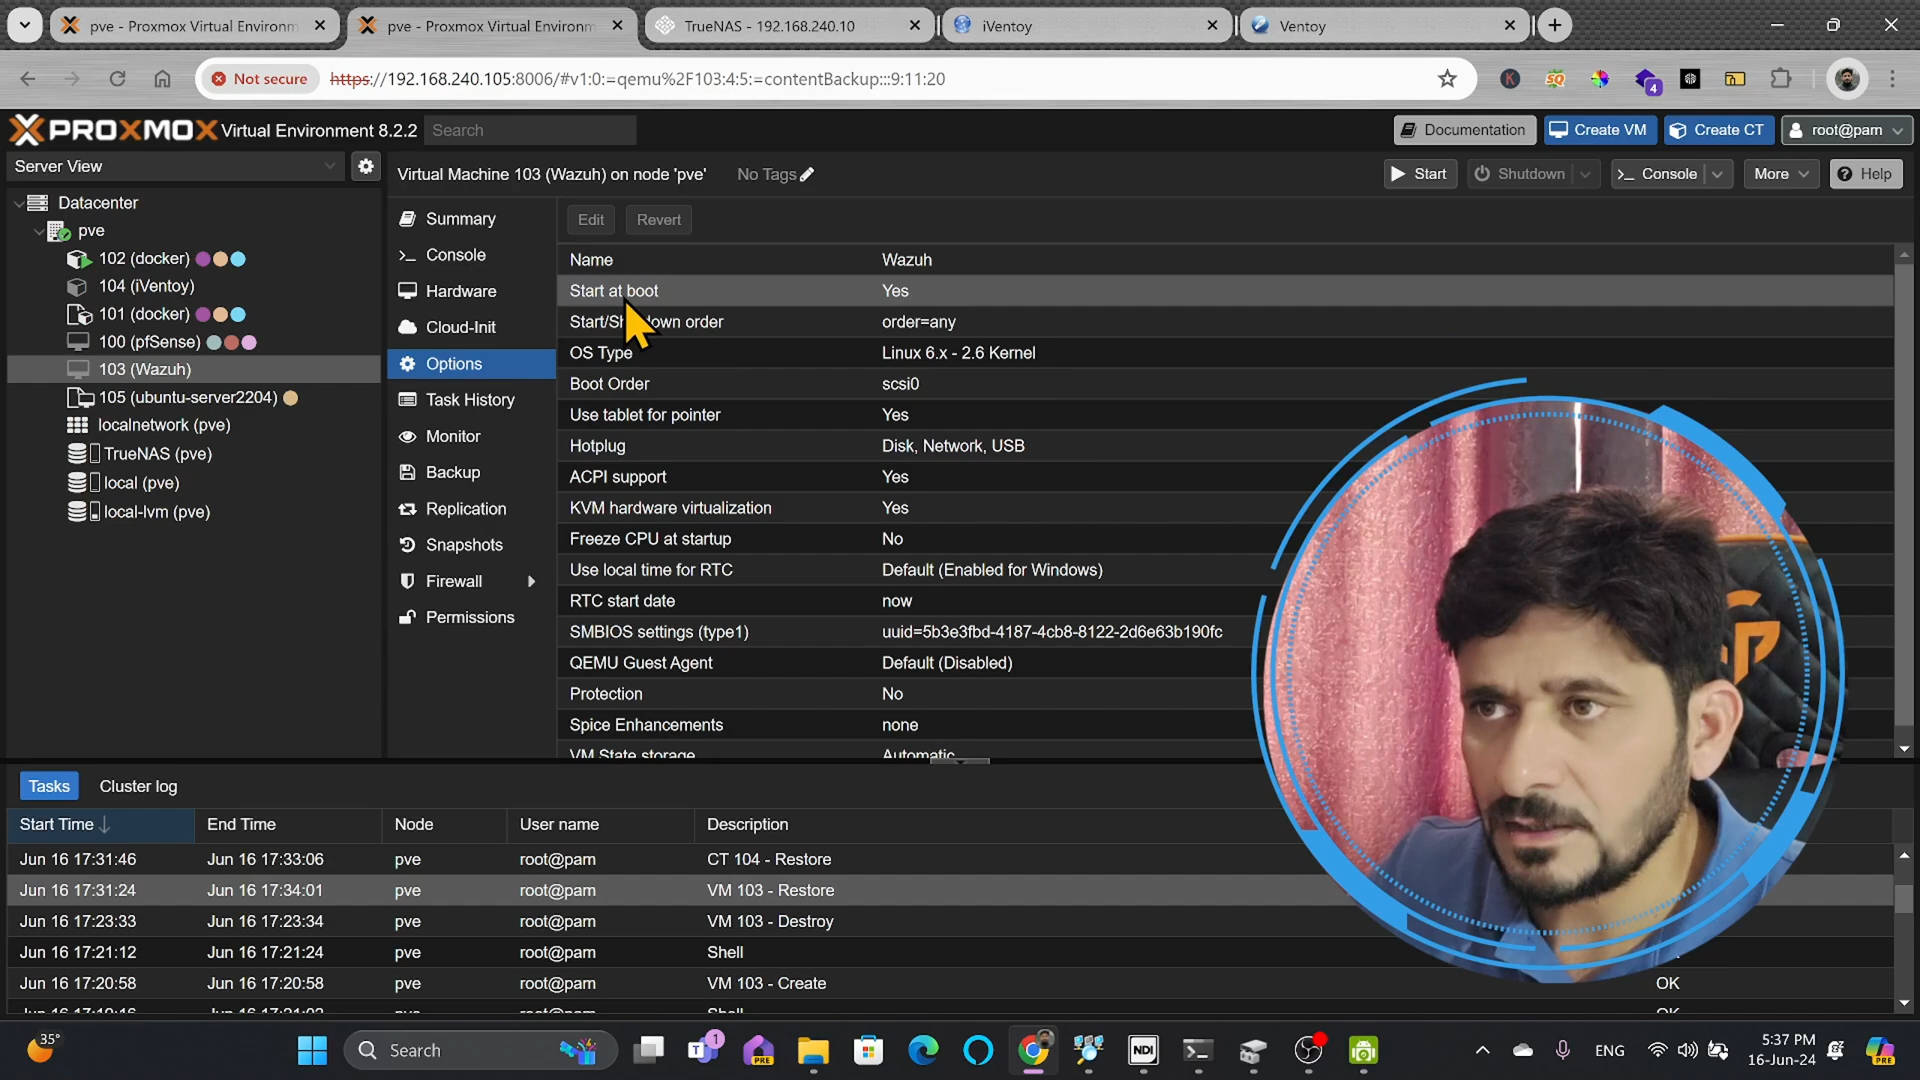 pve - Proxmox Virtual Environm
pve - Proxmox Virtual Environm
TrueNAS - 192.168.240.10
iVentoy
Ventoy
Not secure
https://192.168.240.105:8006/#v1:0:=qemu%2F103:4:5:=contentBackup:::9:11:20
4
PROXMOX Virtual Environment 8.2.2
Search
Documentation
Create VM
Create CT
root@pam
Server View
Virtual Machine 103 (Wazuh) on node 'pve'
No Tags
Start
Shutdown
Console
More
Help
Datacenter
pve
102 (docker)
104 (iVentoy)
101 (docker)
100 (pfSense)
103 (Wazuh)
105 (ubuntu-server2204)
localnetwork (pve)
TrueNAS (pve)
local (pve)
local-lvm (pve)
Summary
Console
Hardware
Cloud-Init
Options
Task History
Monitor
Backup
Replication
Snapshots
Firewall
Permissions
Edit
Revert
Name Wazuh
Start at boot Yes
Start/Sh down order order=any
OS Type Linux 6.x - 2.6 Kernel
Boot Order scsi0
Use tablet for pointer Yes
Hotplug Disk, Network, USB
ACPI support Yes
KVM hardware virtualization Yes
Freeze CPU at startup No
Use local time for RTC Default (Enabled for Windows)
RTC start date now
SMBIOS settings (type1) uuid=5b3e3fbd-4187-4cb8-8122-2d6e63b190fc
QEMU Guest Agent Default (Disabled)
Protection No
Spice Enhancements none
VM State storage Automatic
Tasks
Cluster log
Start Time End Time Node User name Description
Jun 16 17:31:46 Jun 16 17:33:06 pve root@pam CT 104 - Restore
Jun 16 17:31:24 Jun 16 17:34:01 pve root@pam VM 103 - Restore
Jun 16 17:23:33 Jun 16 17:23:34 pve root@pam VM 103 - Destroy
Jun 16 17:21:12 Jun 16 17:21:24 pve root@pam Shell
Jun 16 17:20:58 Jun 16 17:20:58 pve root@pam VM 103 - Create OK
35°
Search
1
PRE
NDI
ENG
5:37 PM
16-Jun-24
PRE